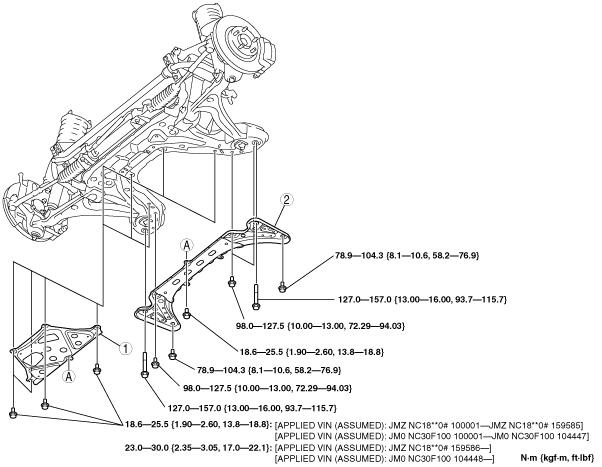 2
A
78.9—104.3 {8.1—10.6, 58.2—76.9}
127.0—157.0 {13.00—16.00, 93.7—115.7}
98.0—127.5 {10.00—13.00, 72.29—94.03}
18.6—25.5 {1.90—2.60, 13.8—18.8}
1
A
78.9—104.3 {8.1—10.6, 58.2—76.9}
98.0—127.5 {10.00—13.00, 72.29—94.03}
127.0—157.0 {13.00—16.00, 93.7—115.7}
18.6—25.5 {1.90—2.60, 13.8—18.8}: [APPLIED VIN (ASSUMED): JMZ NC18**0# 100001—JMZ NC18**0# 159585]
[APPLIED VIN (ASSUMED): JM0 NC30F100 100001—JM0 NC30F100 104447]
23.0—30.0 {2.35—3.05, 17.0—22.1}: [APPLIED VIN (ASSUMED): JMZ NC18**0# 159586—]
[APPLIED VIN (ASSUMED): JM0 NC30F100 104448—]
N·m {kgf·m, ft·lbf}